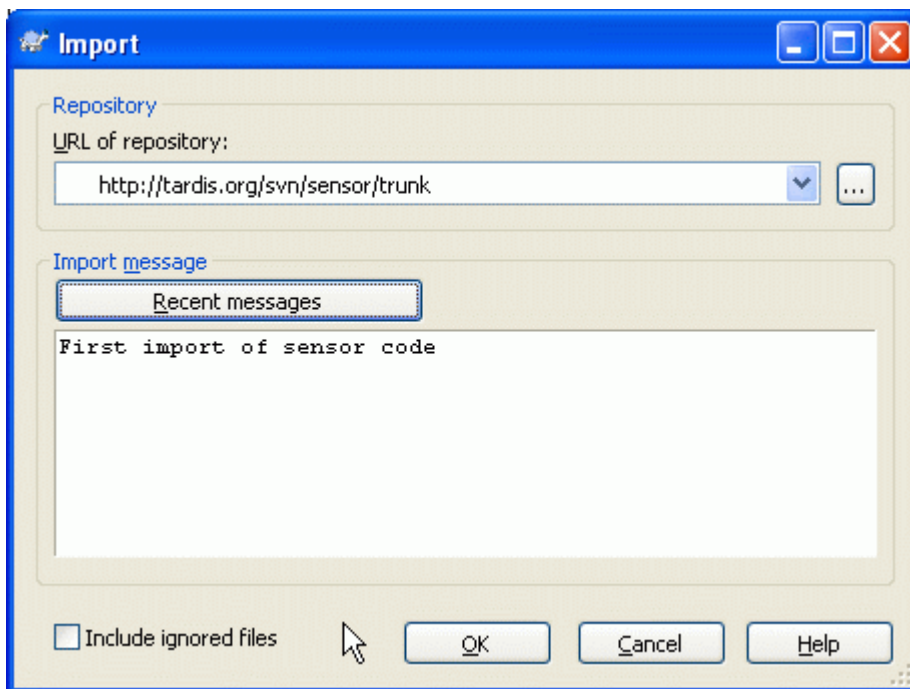 Import
Repository
URL of repository:
http://tardis.org/svn/sensor/trunk
...
Import message
Recent messages
First import of sensor code
Include ignored files
OK
Cancel
Help